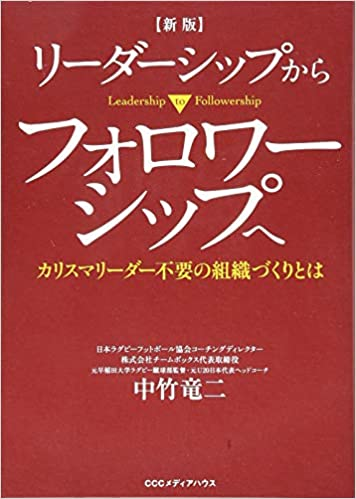 【新版】
リーダーシップから
Leadership to Followership
フォロワー
シップへ
カリスマリーダー不要の組織づくりとは
日本ラグビーフットボール協会コーチングディレクター
株式会社チームボックス代表取締役
元早稲田大学ラグビー蹴球部監督・元U20日本代表ヘッドコーチ
中竹竜二
CCCメディアハウス